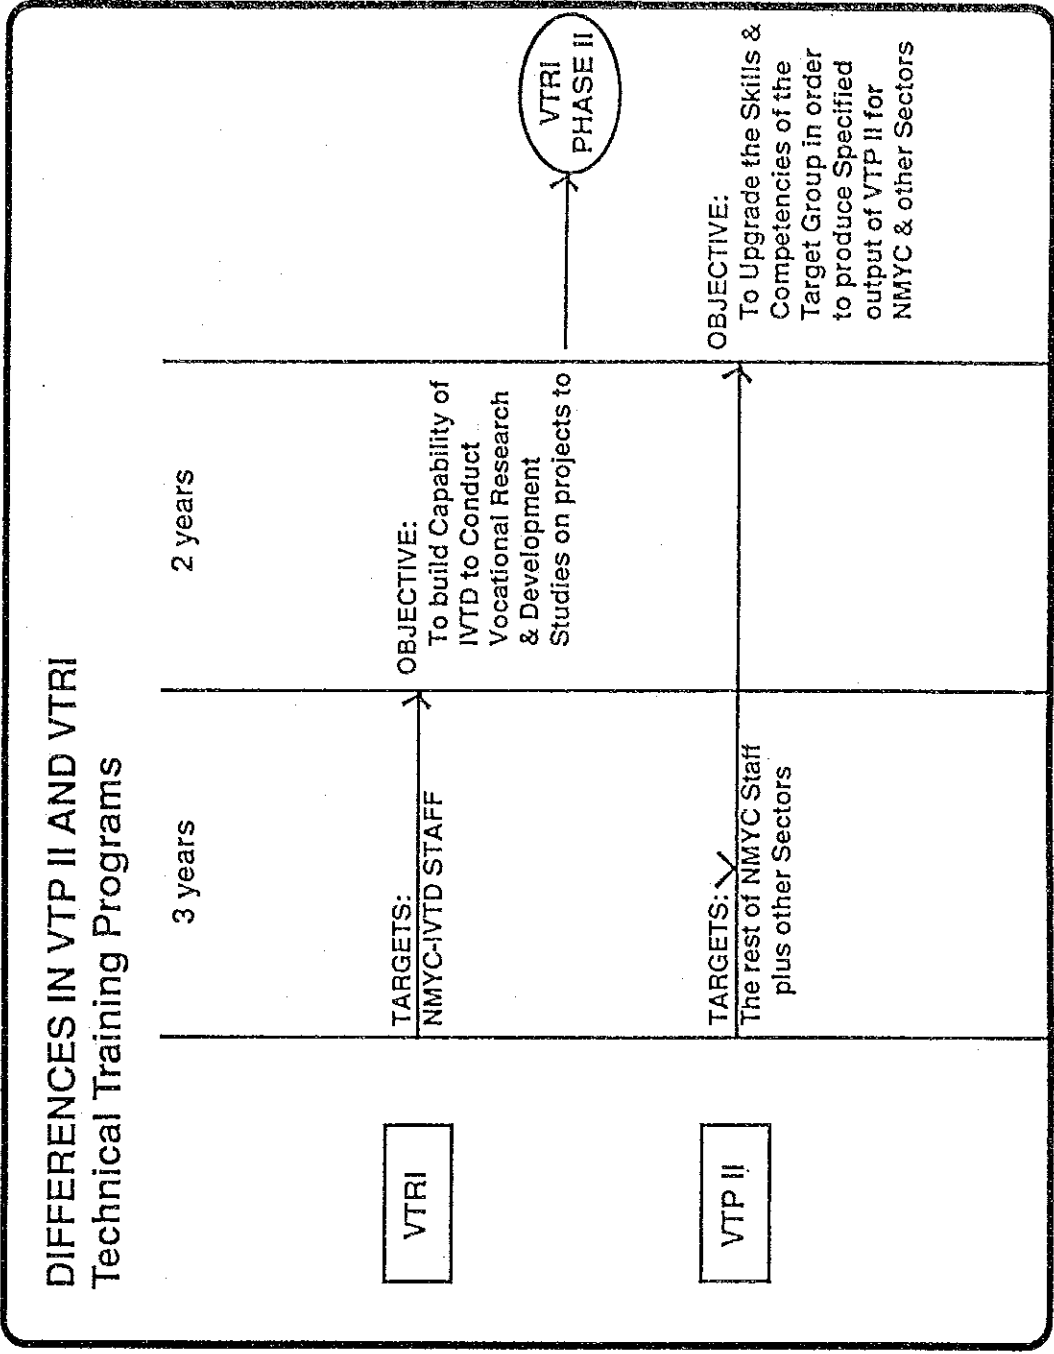 DIFFERENCES IN VTP II AND VTRI
Technical Training Programs
3 years
2 years
VTRI
TARGETS:
NMYC-IVTD STAFF
OBJECTIVE:
To build Capability of
IVTD to Conduct
Vocational Research
& Development
Studies on projects to
VTRI
PHASE II
VTP II
TARGETS:
The rest of NMYC Staff
plus other Sectors
OBJECTIVE:
To Upgrade the Skills &
Competencies of the
Target Group in order
to produce Specified
output of VTP II for
NMYC & other Sectors